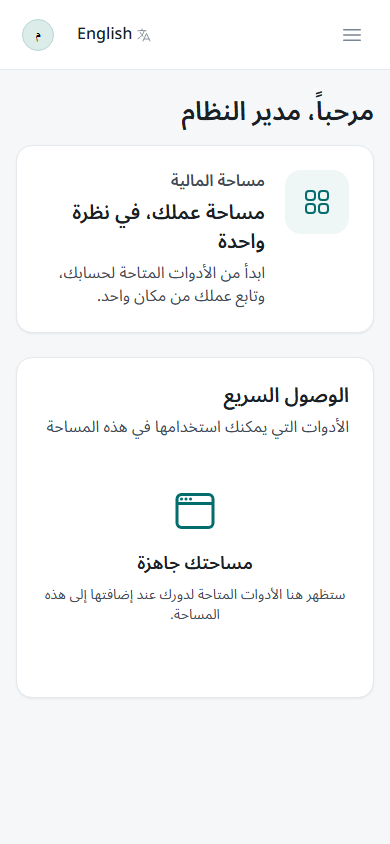 English
م
مرحباً، مدير النظام
مساحة المالية
مساحة عملك، في نظرة
واحدة
ابدأ من الأدوات المتاحة لحسابك،
وتابع عملك من مكان واحد.
الوصول السريع
الأدوات التي يمكنك استخدامها في هذه المساحة
مساحتك جاهزة
ستظهر هنا الأدوات المتاحة لدورك عند إضافتها إلى هذه
المساحة.